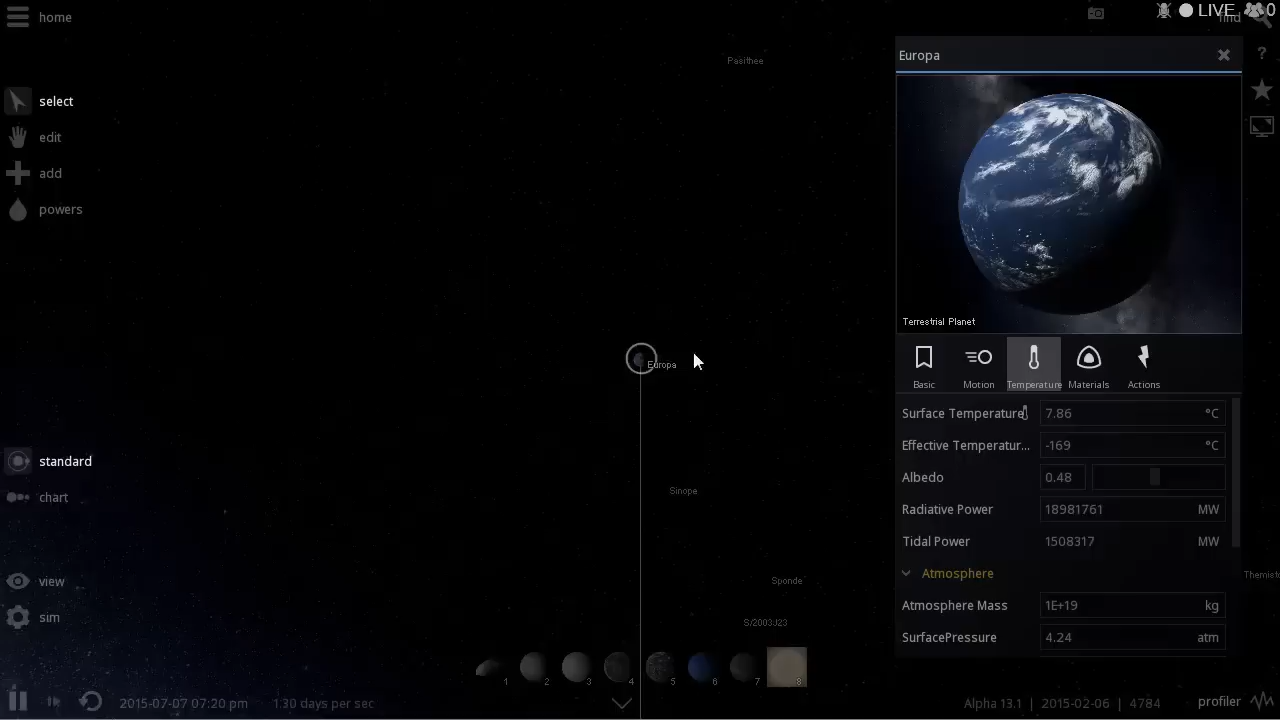 home
LIVE 0
find
Europa
Pasithee
select
edit
add
powers
Terrestrial Planet
Europa
Basic Motion Temperature Materials Actions
Surface Temperature 7.86 °C
Effective Temperatur... -169 °C
Albedo 0.48
standard
Sinope
chart
Radiative Power 18981761 MW
Tidal Power 1508317 MW
Atmosphere
view
Sponde
Atmosphere Mass 1E+19 kg
sim
S/2003J23
SurfacePressure 4.24 atm
1 2 3 4 5 6 7 8
2015-07-07 07:20 pm 1.30 days per sec
Alpha 13.1 | 2015-02-06 | 4784 profiler